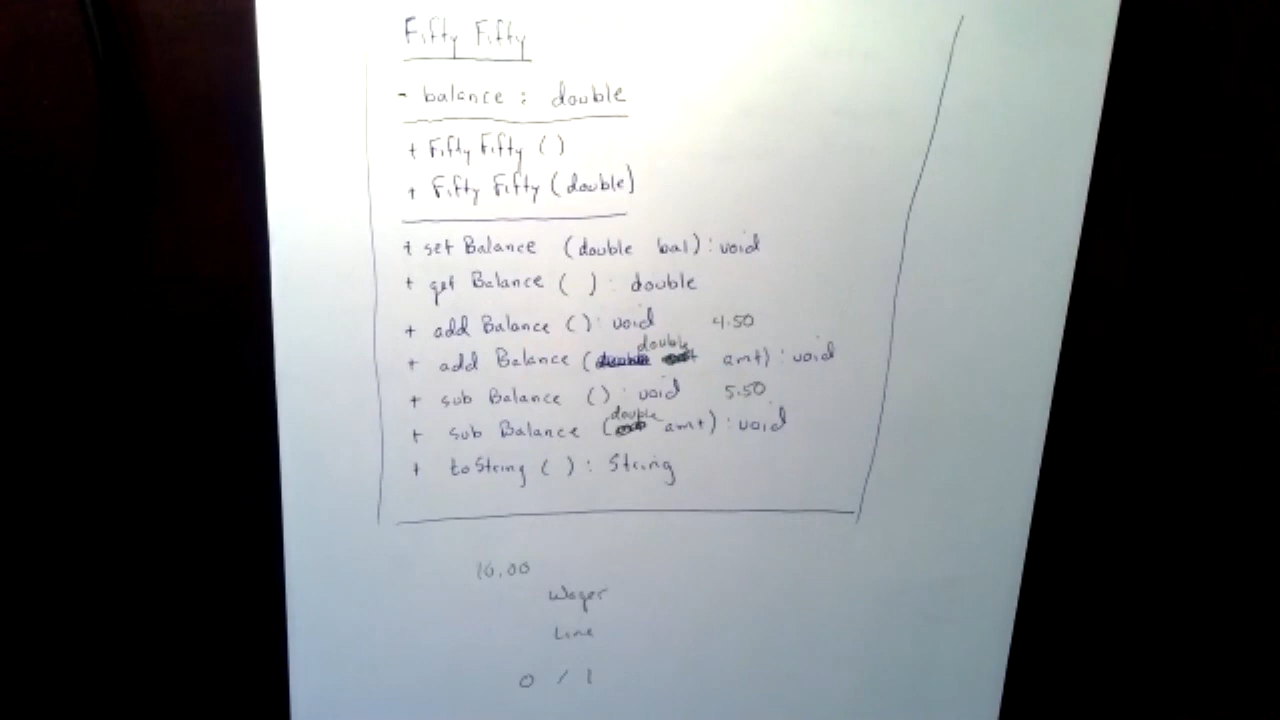 Fifty Fifty
- balance : double
+ Fifty Fifty ( )
+ Fifty Fifty (double)
+ set Balance (double bal) : void
+ get Balance ( ) : double
+ add Balance () : void 4.50
+ add Balance (double amt) : void
+ sub Balance () : void 5.50
+ sub Balance (double amt) : void
+ toString ( ) : String
10.00
Wager
Line
0 / 1